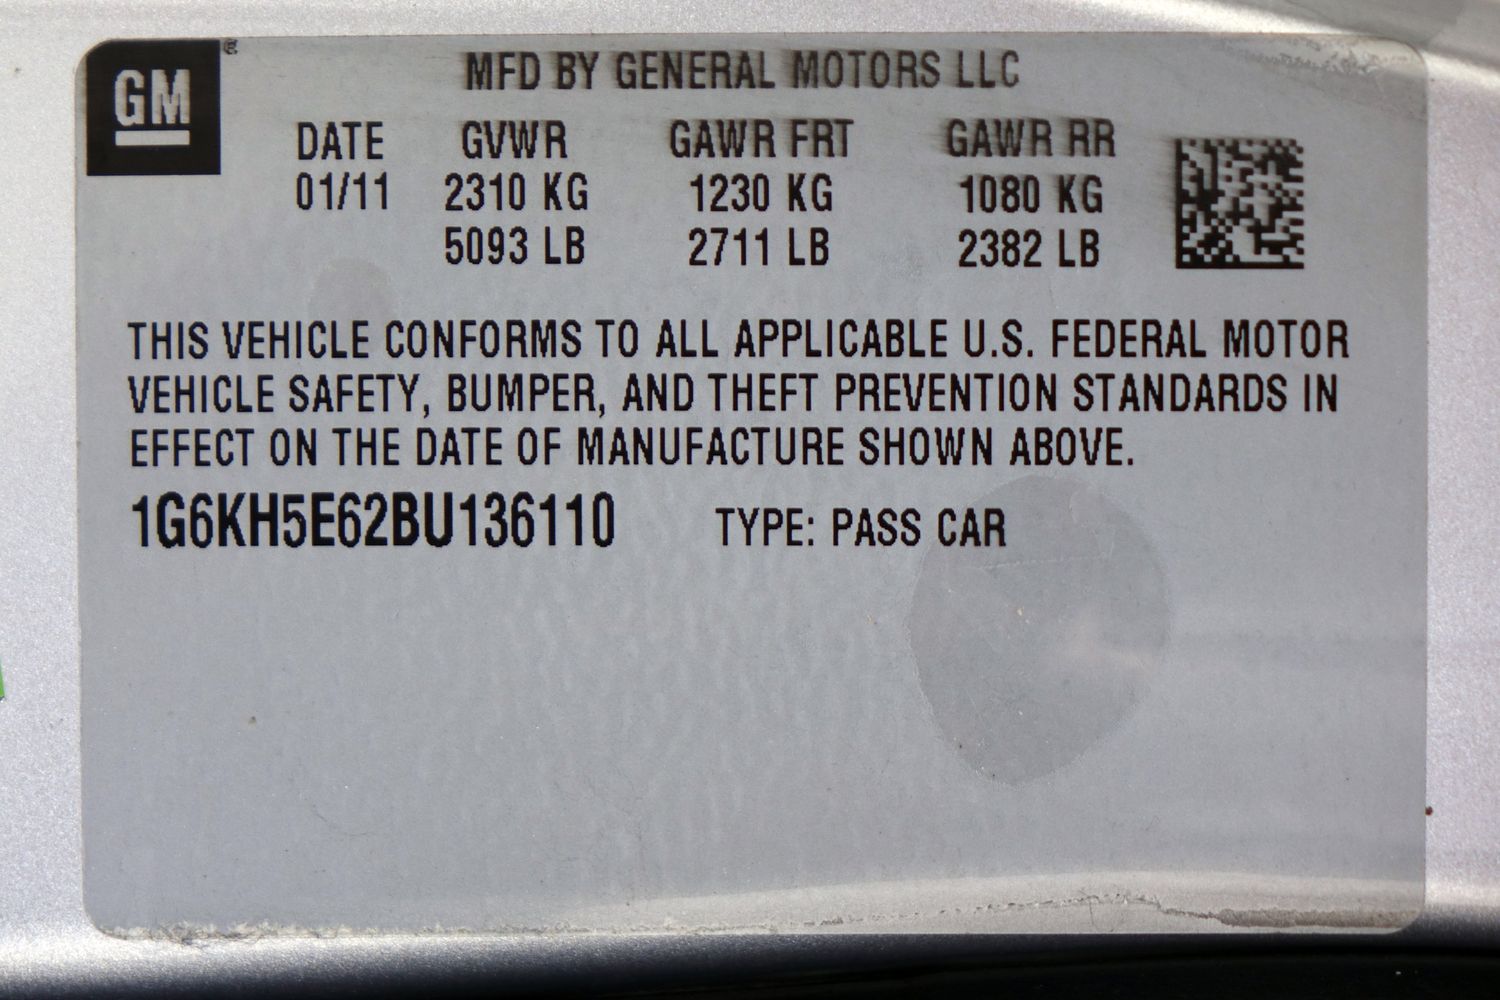 GM
MFD BY GENERAL MOTORS LLC
DATE GVWR GAWR FRT GAWR RR
01/11 2310 KG 1230 KG 1080 KG
5093 LB 2711 LB 2382 LB
THIS VEHICLE CONFORMS TO ALL APPLICABLE U.S. FEDERAL MOTOR
VEHICLE SAFETY, BUMPER, AND THEFT PREVENTION STANDARDS IN
EFFECT ON THE DATE OF MANUFACTURE SHOWN ABOVE.
1G6KH5E62BU136110 TYPE: PASS CAR